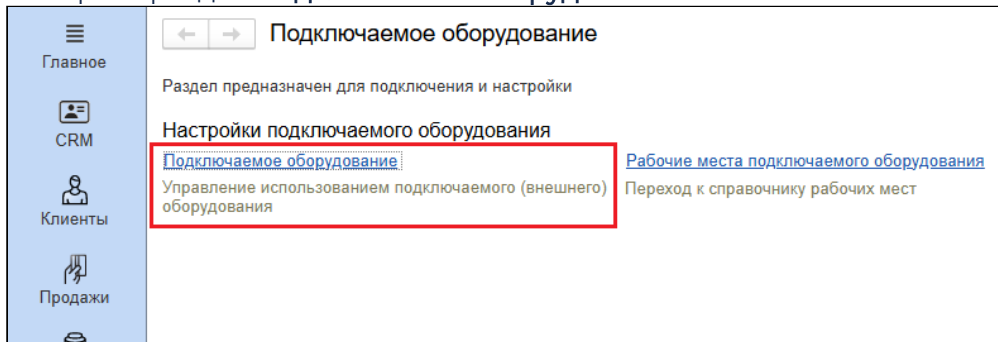 Главное
CRM
Клиенты
Продажи
Подключаемое оборудование
Раздел предназначен для подключения и настройки
Настройки подключаемого оборудования
Подключаемое оборудование
Управление использованием подключаемого (внешнего)
оборудования
Рабочие места подключаемого оборудования
Переход к справочнику рабочих мест